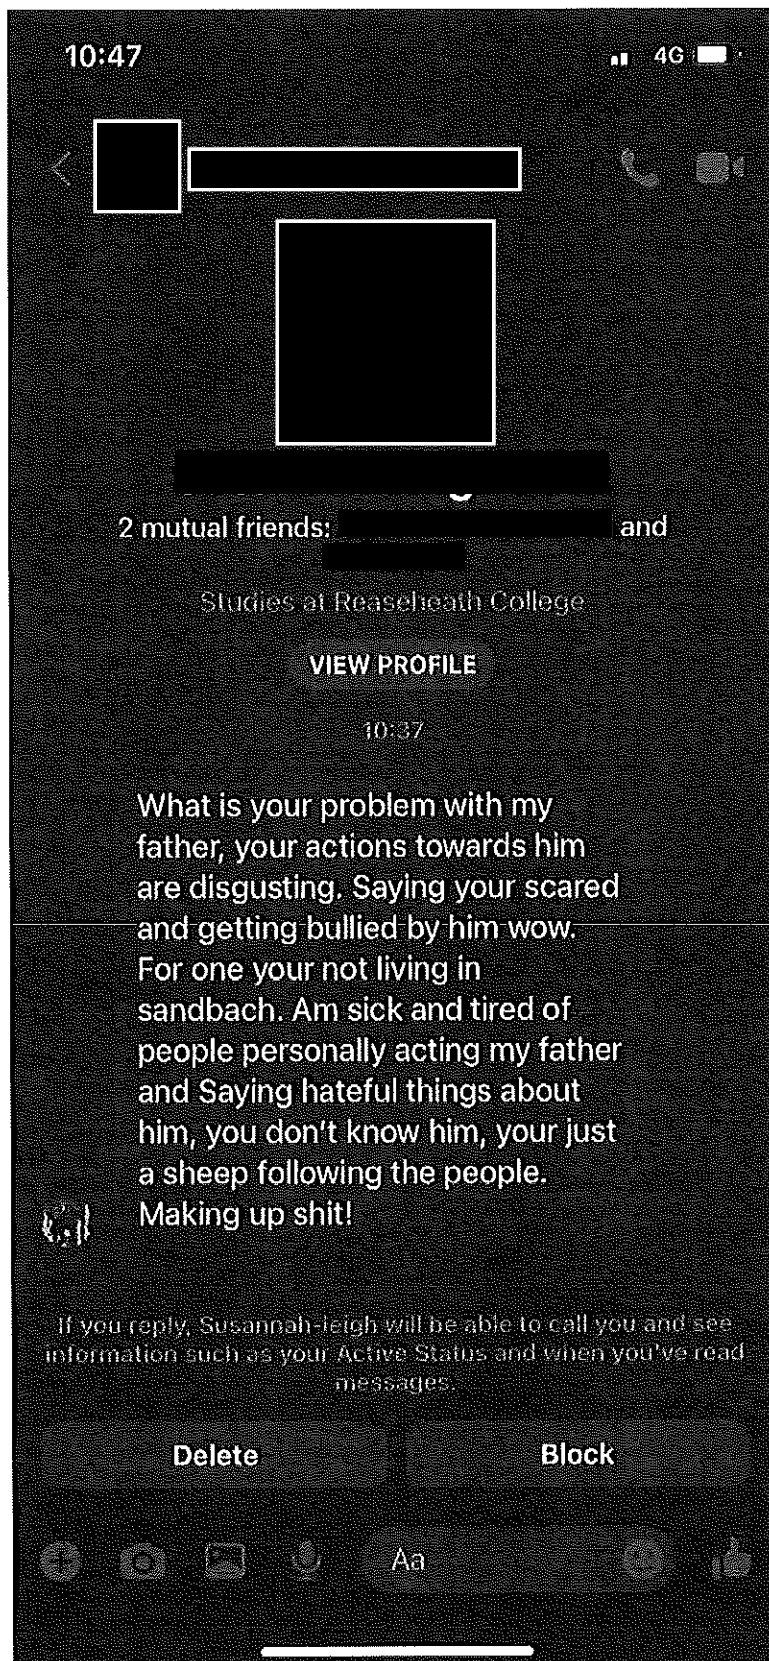 10:47
4G
2 mutual friends: and
Studies at Reaseheath College
VIEW PROFILE
10:37
What is your problem with my
father, your actions towards him
are disgusting. Saying your scared
and getting bullied by him wow.
For one your not living in
sandbach. Am sick and tired of
people personally acting my father
and Saying hateful things about
him, you don't know him, your just
a sheep following the people.
Making up shit!
If you reply, Susannah-leigh will be able to call you and see
information such as your Active Status and when you've read
messages.
Delete
Block
Aa